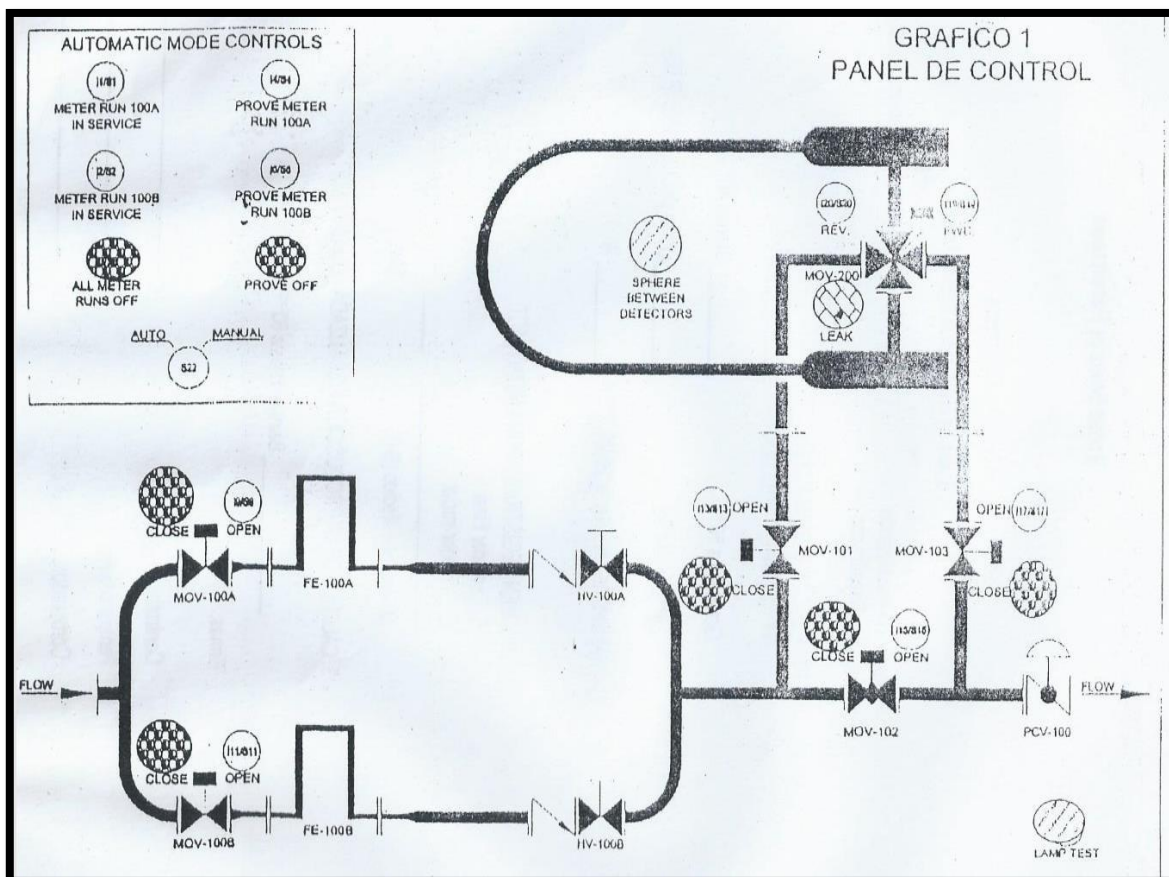 GRAFICO 1
PANEL DE CONTROL
AUTOMATIC MODE CONTROLS
METER RUN 100A
IN SERVICE
PROVE METER
RUN 100A
METER RUN 100B
IN SERVICE
PROVE METER
RUN 100B
ALL METER
RUNS OFF
PROVE OFF
AUTO
MANUAL
S22
SPHERE
BETWEEN
DETECTORS
REV.
MOV-200
LEAK
CLOSE
OPEN
MOV-100A
FE-100A
HV-100A
OPEN
MOV-101
CLOSE
OPEN
MOV-103
CLOSE
CLOSE
OPEN
MOV-102
FLOW
FLOW
PCV-100
CLOSE
OPEN
MOV-100B
FE-100B
HV-100B
LAMP TEST